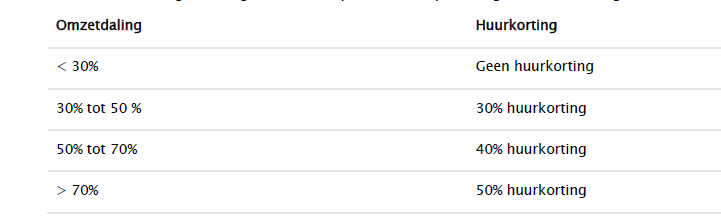 Omzetdaling Huurkorting
< 30% Geen huurkorting
30% tot 50 % 30% huurkorting
50% tot 70% 40% huurkorting
> 70% 50% huurkorting